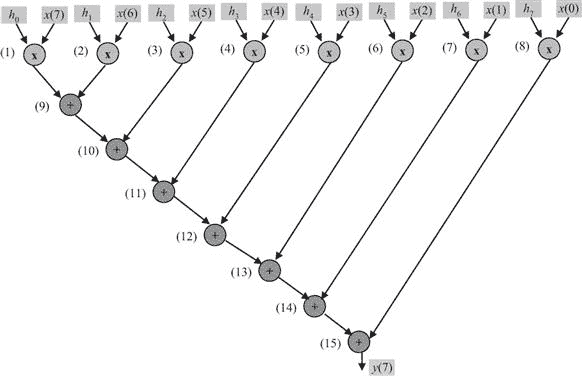 h₀ x(7) h₁ x(6) h₂ x(5) h₃ x(4) h₄ x(3) h₅ x(2) h₆ x(1) h₇ x(0)
(1) x (2) x (3) x (4) x (5) x (6) x (7) x (8) x
(9) +
(10) +
(11) +
(12) +
(13) +
(14) +
(15) +
y(7)